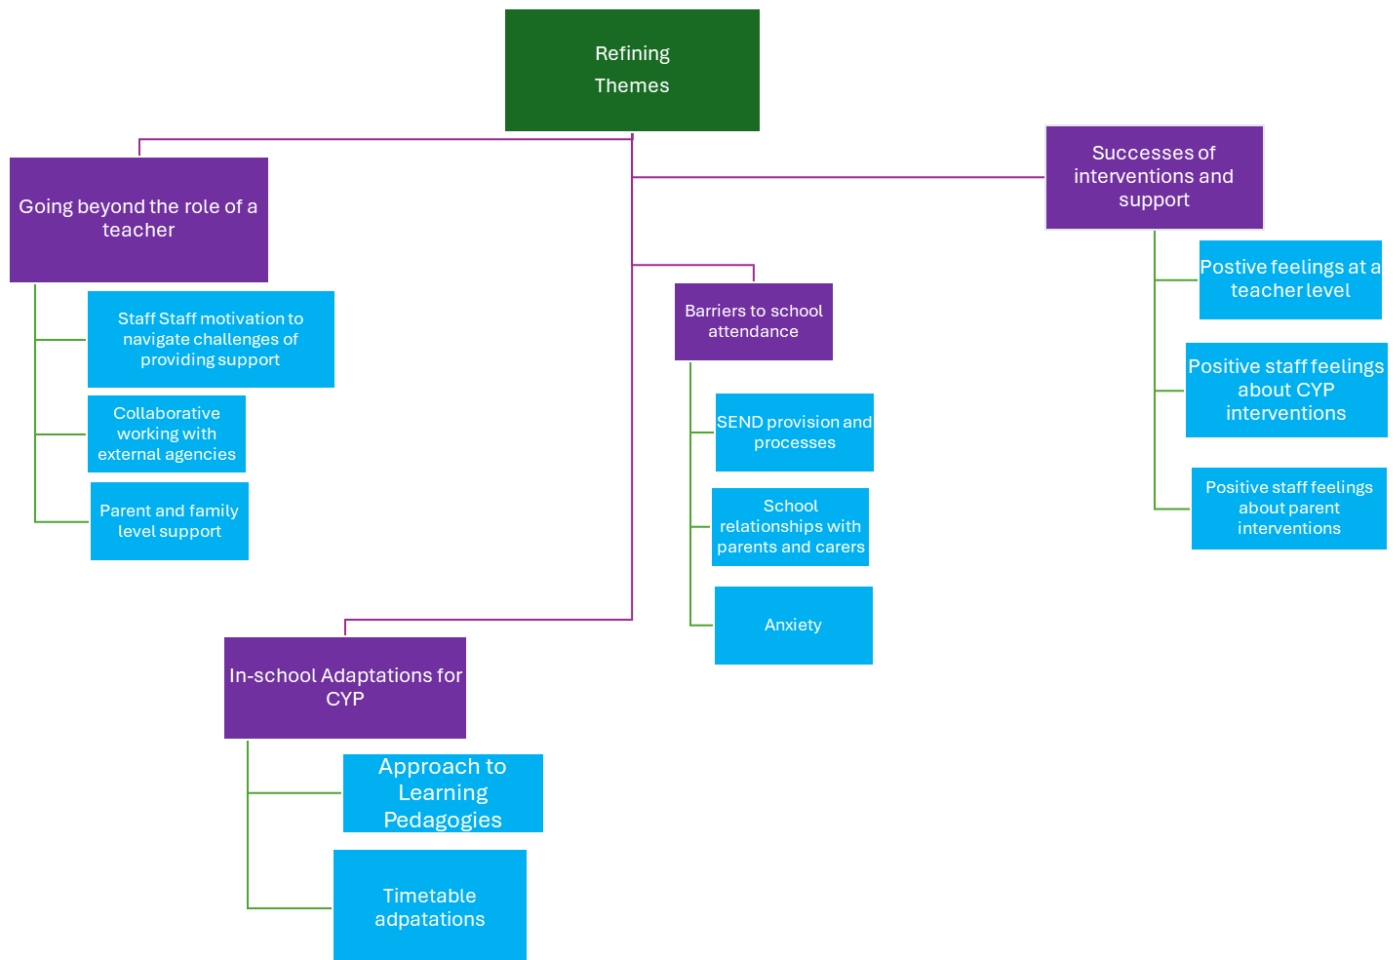 Refining
Themes
Going beyond the role of a
teacher
Staff Staff motivation to
navigate challenges of
providing support
Collaborative
working with
external agencies
Parent and family
level support
In-school Adaptations for
CYP
Approach to
Learning
Pedagogies
Timetable
adpatations
Barriers to school
attendance
SEND provision and
processes
School
relationships with
parents and carers
Anxiety
Successes of
interventions and
support
Postive feelings at a
teacher level
Positive staff feelings
about CYP
interventions
Positive staff feelings
about parent
interventions